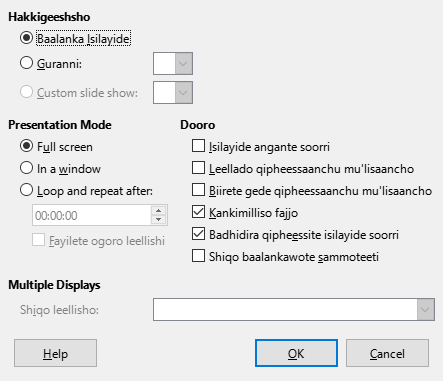 Hakkigeeshsho
Baalanka Isilayide
Guranni:
Custom slide show:
Presentation Mode
Full screen
In a window
Loop and repeat after:
00:00:00
Fayilete ogoro leellishi
Dooro
Isilayide angante soorri
Leellado qipheessaanchu mu'lisaancho
Biirete gede qipheessaanchu mu'lisaancho
Kankimilliso fajjo
Badhidira qipheessite isilayide soorri
Shiqo baalankawote sammoteeti
Multiple Displays
Shiqo leellisho:
Help
OK
Cancel